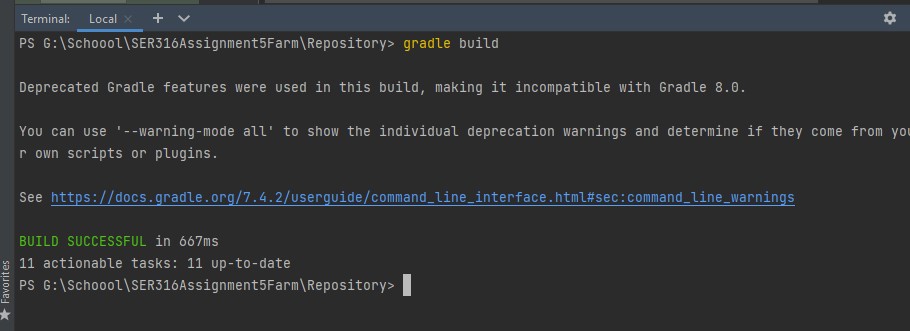 Terminal: Local × +
PS G:\Schoool\SER316Assignment5Farm\Repository> gradle build
Deprecated Gradle features were used in this build, making it incompatible with Gradle 8.0.
You can use '--warning-mode all' to show the individual deprecation warnings and determine if they come from you
r own scripts or plugins.
See https://docs.gradle.org/7.4.2/userguide/command_line_interface.html#sec:command_line_warnings
BUILD SUCCESSFUL in 667ms
11 actionable tasks: 11 up-to-date
PS G:\Schoool\SER316Assignment5Farm\Repository>
Favorites